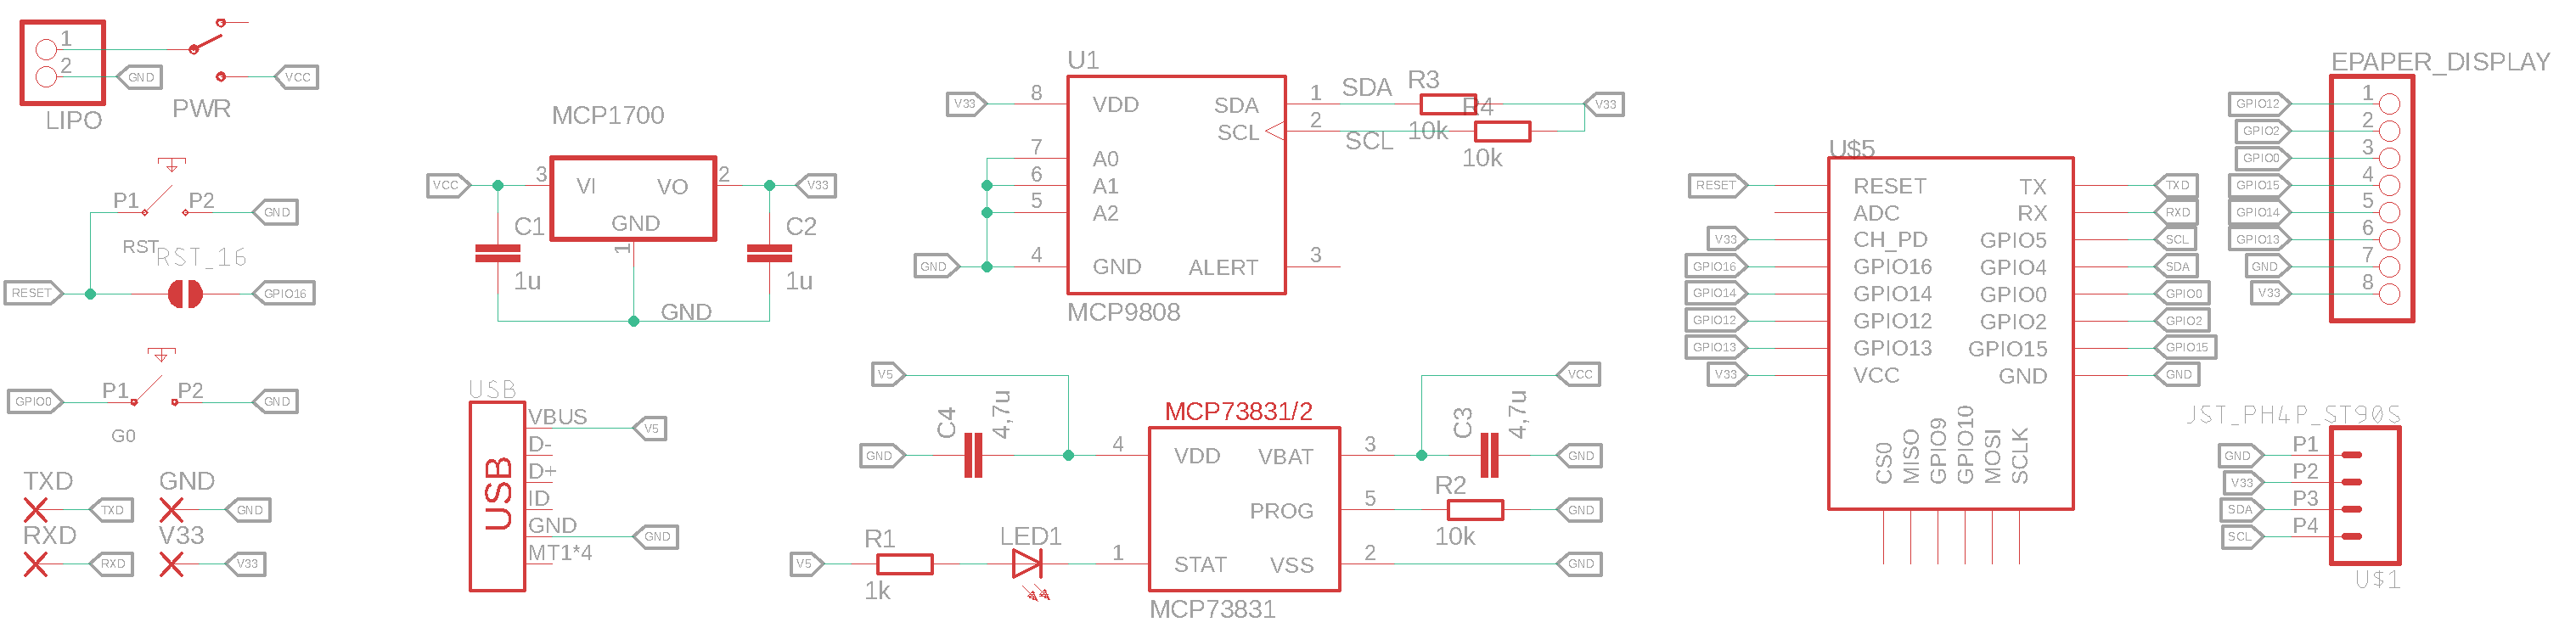 1
2
GND
VCC
LIPO
PWR
P1
P2
GND
RST
RST_16
RESET
GPIO16
P1
P2
GPIO0
GND
G0
TXD
TXD
GND
GND
RXD
RXD
V33
V33
MCP1700
VCC
3
VI
VO
2
V33
GND
1
C1
1u
C2
1u
GND
USB
USB
VBUS
V5
D-
D+
ID
GND
GND
MT1*4
U1
V33
8
VDD
7
A0
6
A1
5
A2
GND
4
GND
SDA
1
SDA
R3
10k
V33
SCL
2
SCL
R4
10k
ALERT
3
MCP9808
V5
GND
C4
4,7u
MCP73831/2
4
VDD
VBAT
3
C3
4,7u
VCC
GND
PROG
5
R2
10k
GND
V5
R1
1k
LED1
1
STAT
VSS
2
GND
MCP73831
U$5
RESET
RESET
TX
TXD
ADC
RX
RXD
V33
CH_PD
GPIO5
SCL
GPIO16
GPIO16
GPIO4
SDA
GPIO14
GPIO14
GPIO0
GPIO0
GPIO12
GPIO12
GPIO2
GPIO2
GPIO13
GPIO13
GPIO15
GPIO15
V33
VCC
GND
GND
CS0
MISO
GPIO9
GPIO10
MOSI
SCLK
EPAPER_DISPLAY
GPIO12
1
GPIO2
2
GPIO0
3
GPIO15
4
GPIO14
5
GPIO13
6
GND
7
V33
8
JST_PH4P_ST90S
GND
P1
V33
P2
SDA
P3
SCL
P4
U$1